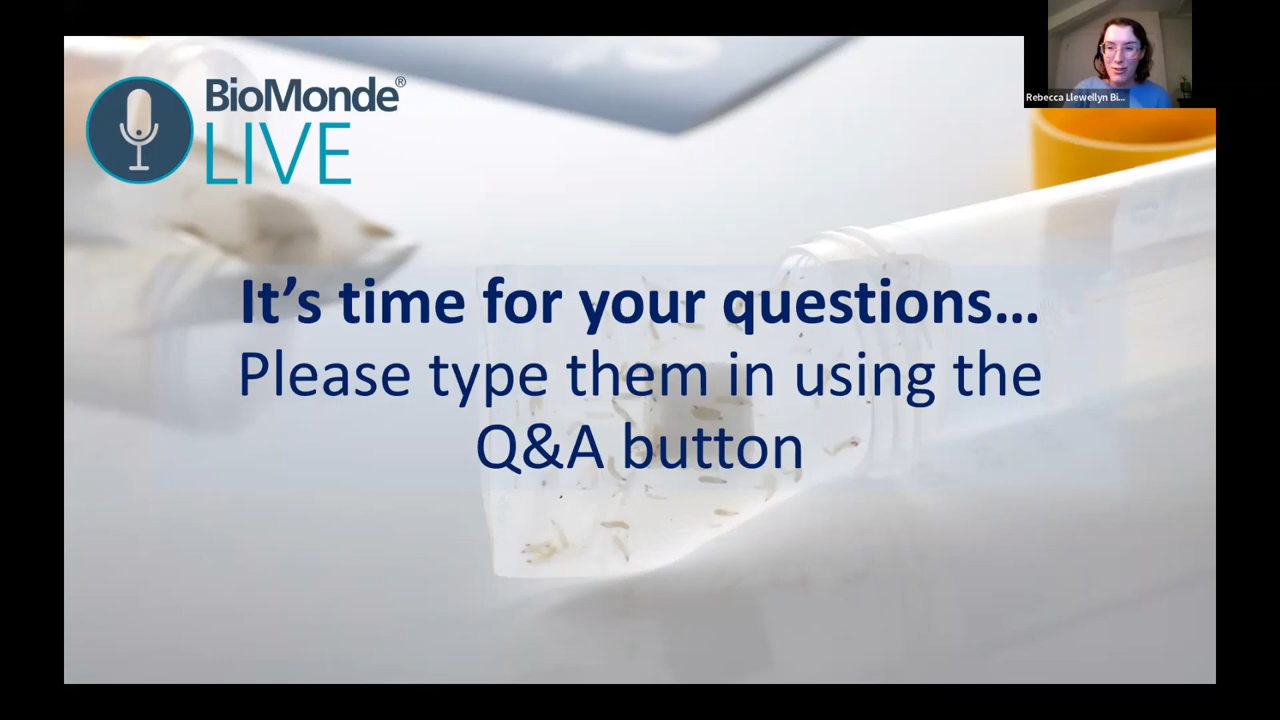 BioMonde®
LIVE
Rebecca Llewellyn Bi...
It’s time for your questions...
Please type them in using the
Q&A button